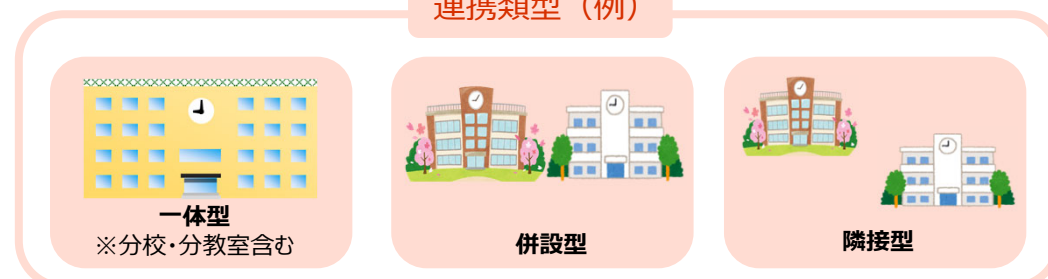 連携類型（例）
一体型
※分校・分教室含む
併設型
隣接型